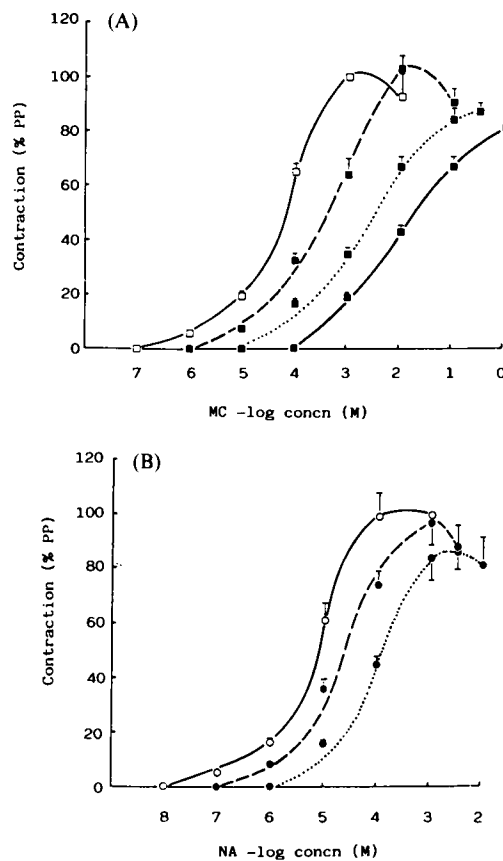 (A)
120
100
80
60
40
20
0
Contraction (% PP)
7 6 5 4 3 2 1 0
MC -log concn (M)
(B)
120
100
80
60
40
20
0
Contraction (% PP)
8 7 6 5 4 3 2
NA -log concn (M)